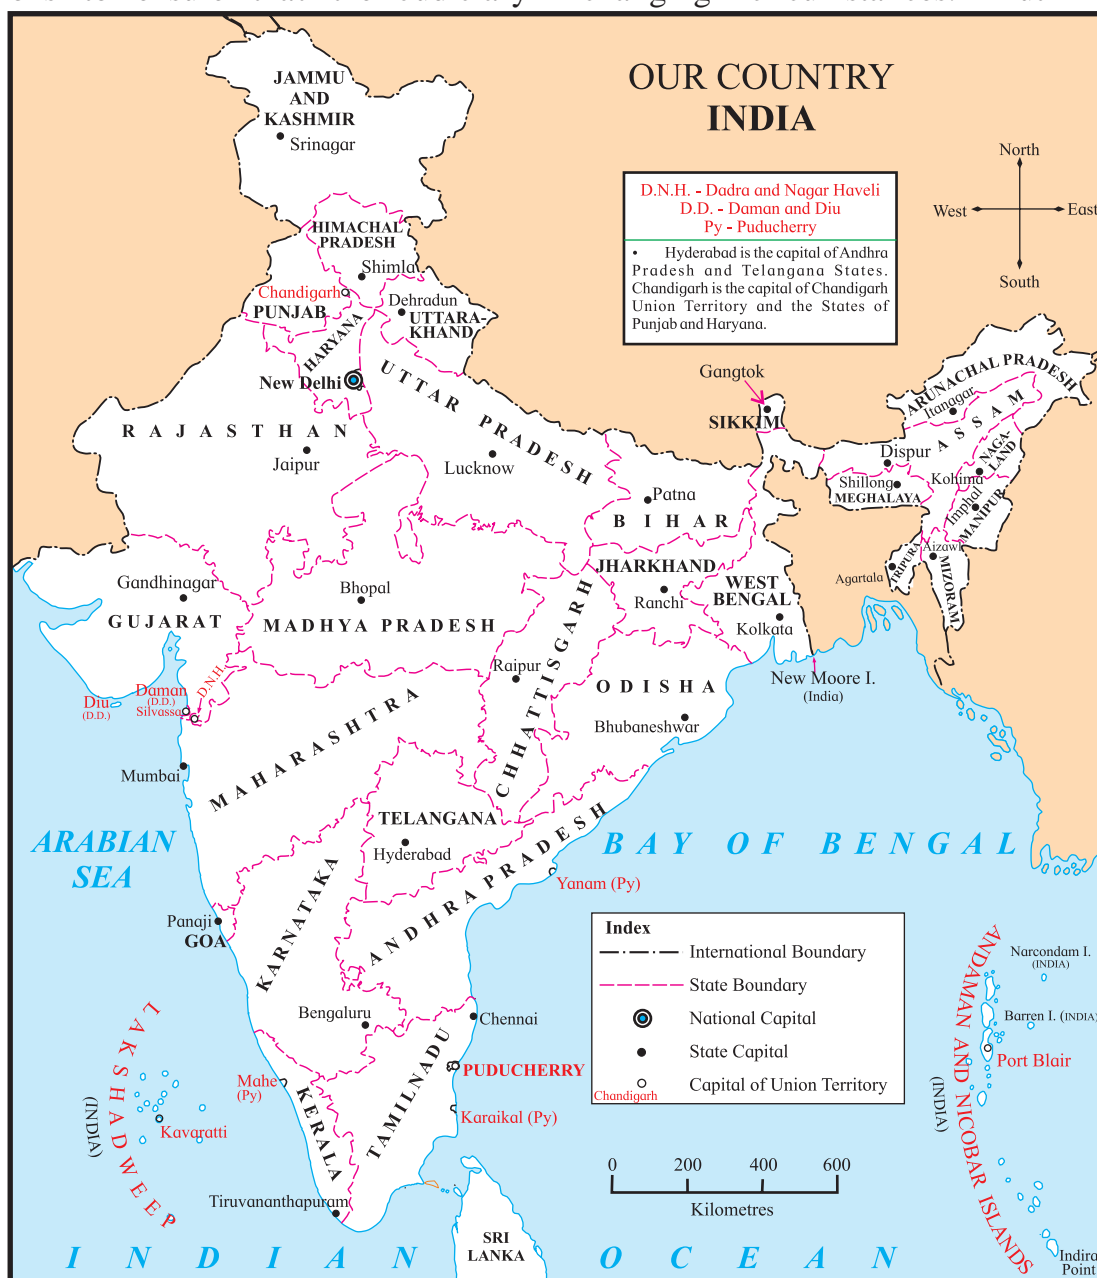 OUR COUNTRY
INDIA
JAMMU
AND
KASHMIR
Srinagar
North
West
East
South
D.N.H. - Dadra and Nagar Haveli
D.D. - Daman and Diu
Py - Puducherry
• Hyderabad is the capital of Andhra
Pradesh and Telangana States.
Chandigarh is the capital of Chandigarh
Union Territory and the States of
Punjab and Haryana.
HIMACHAL
PRADESH
Shimla
Chandigarh
PUNJAB
Dehradun
UTTARA-
KHAND
HARYANA
New Delhi
UTTAR PRADESH
Lucknow
RAJASTHAN
Jaipur
Gangtok
SIKKIM
ARUNACHAL PRADESH
Itanagar
ASSAM
Dispur
NAGA-
LAND
Kohima
Shillong
MEGHALAYA
Imphal
MANIPUR
Aizawl
MIZORAM
TRIPURA
Agartala
Patna
BIHAR
JHARKHAND
Ranchi
WEST
BENGAL
Kolkata
New Moore I.
(India)
Gandhinagar
GUJARAT
Bhopal
MADHYA PRADESH
CHHATTISGARH
Raipur
ODISHA
Bhubaneshwar
Diu
(D.D.)
Daman
(D.D.)
Silvassa
D.N.H.
MAHARASHTRA
Mumbai
TELANGANA
Hyderabad
ANDHRA PRADESH
Yanam (Py)
ARABIAN
SEA
BAY OF BENGAL
Panaji
GOA
KARNATAKA
Bengaluru
Chennai
PUDUCHERRY
TAMILNADU
Karaikal (Py)
Mahe
(Py)
KERALA
Tiruvananthapuram
LAKSHADWEEP
(INDIA)
Kavaratti
Index
International Boundary
State Boundary
National Capital
State Capital
Chandigarh
Capital of Union Territory
0 200 400 600
Kilometres
ANDAMAN AND NICOBAR ISLANDS
(INDIA)
Narcondam I.
(INDIA)
Barren I. (INDIA)
Port Blair
Indira
Point
SRI
LANKA
INDIAN OCEAN